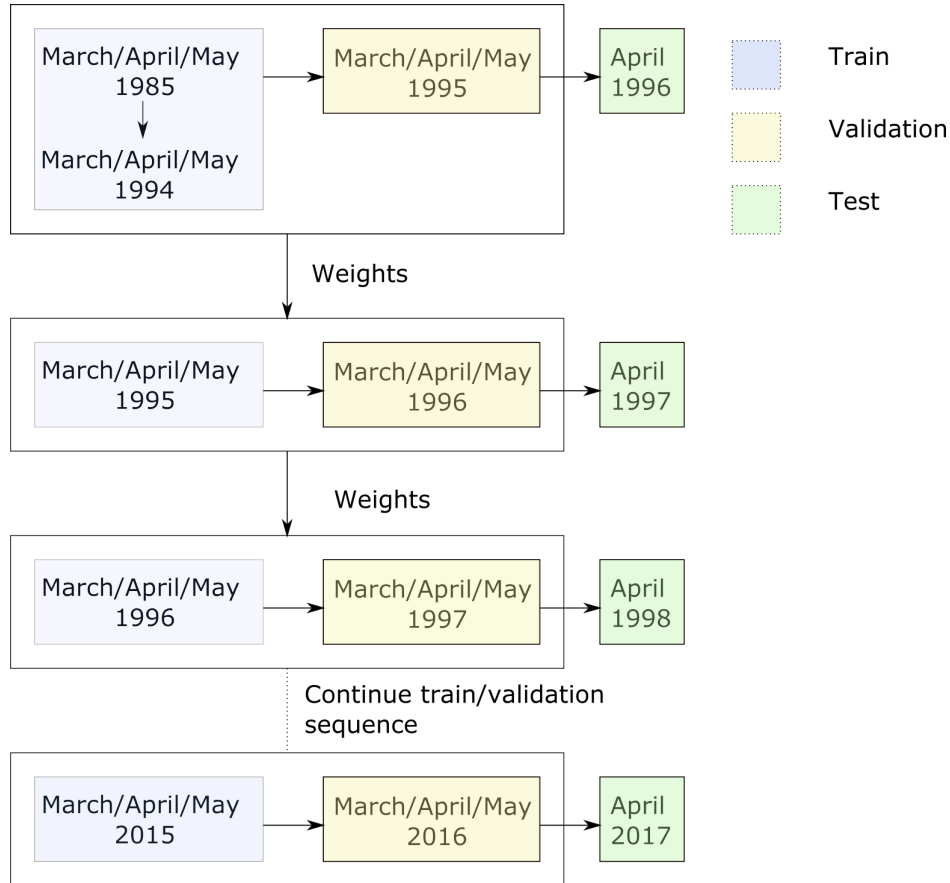 March/April/May
1985
March/April/May
1994
March/April/May
1995
April
1996
Train
Validation
Test
Weights
March/April/May
1995
March/April/May
1996
April
1997
Weights
March/April/May
1996
March/April/May
1997
April
1998
Continue train/validation
sequence
March/April/May
2015
March/April/May
2016
April
2017